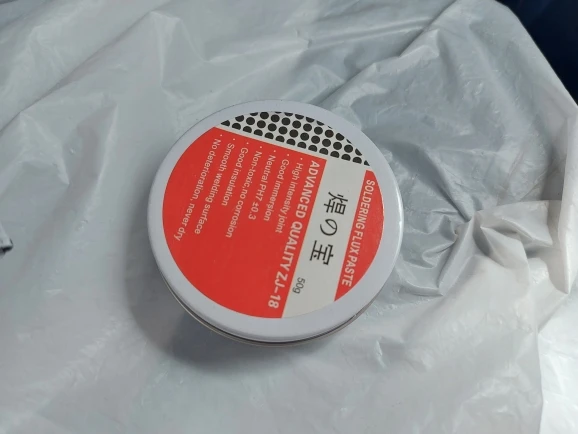 SOLDERING FLUX PASTE
焊の宝
50g
ADVANCED QUALITY ZJ-18
· High intensity joint
· Good immersion
· Neutral PH7 ±0.3
· Non-toxic,no corrosion
· Good insulation
· Smooth welding surface
No deterioration, never dry